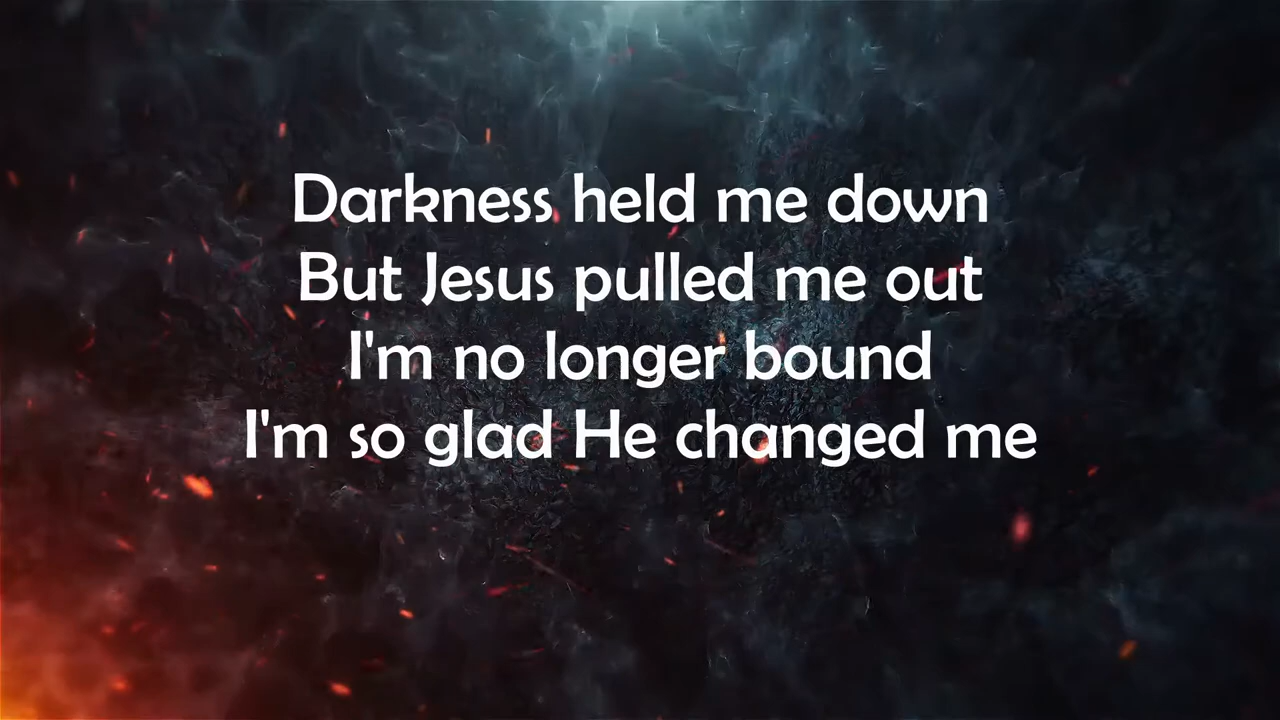 Darkness held me down
But Jesus pulled me out
I'm no longer bound
I'm so glad He changed me